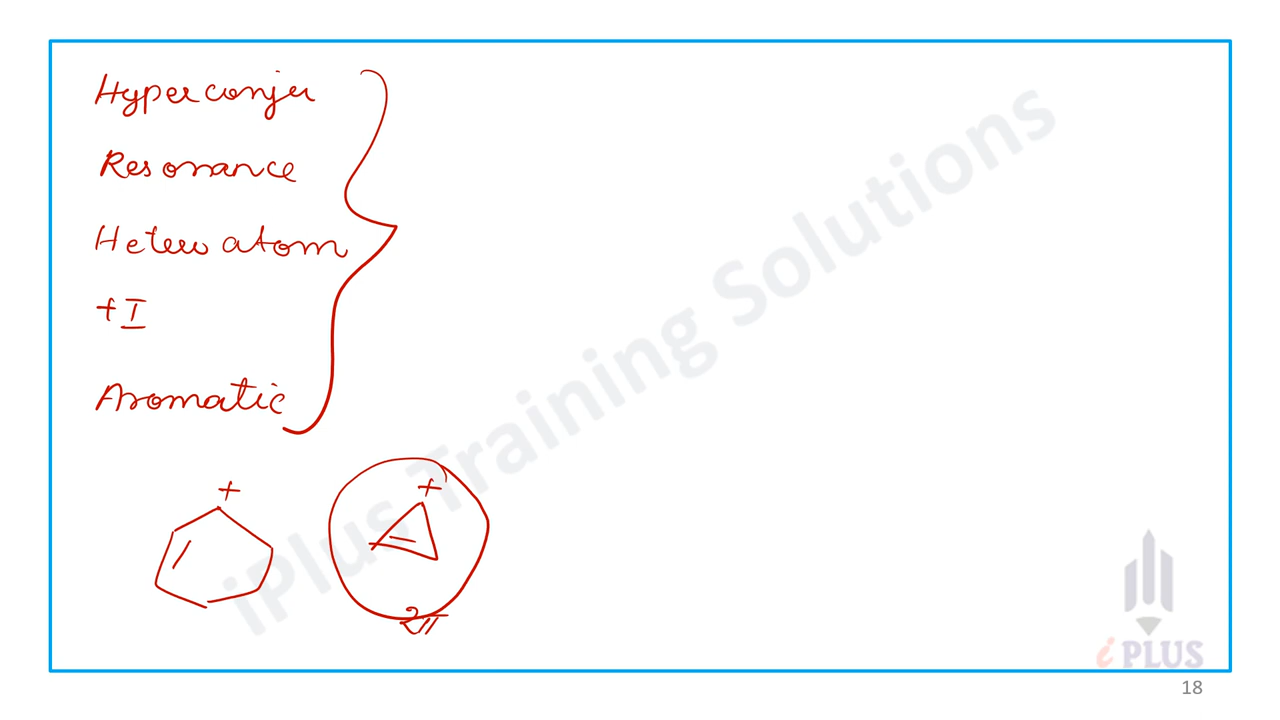 Hyperconju
Resonance
Hetero atom
+I
Aromatic
+ +
2π
iPlus Training Solutions
iPLUS
18